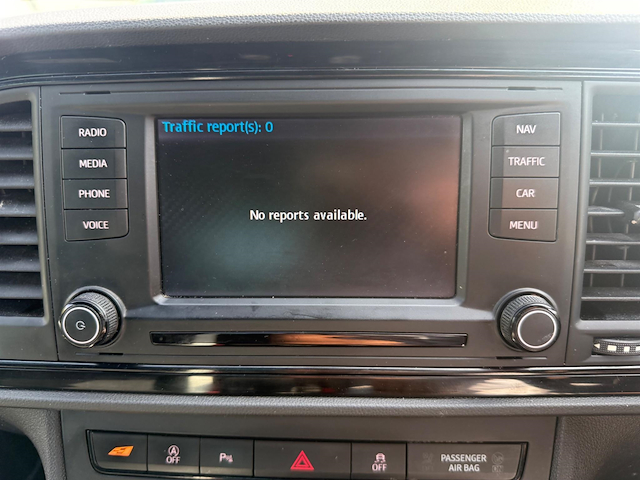 RADIO
MEDIA
PHONE
VOICE
Traffic report(s): 0
No reports available.
NAV
TRAFFIC
CAR
MENU
OFF
P
OFF
PASSENGER
AIR BAG